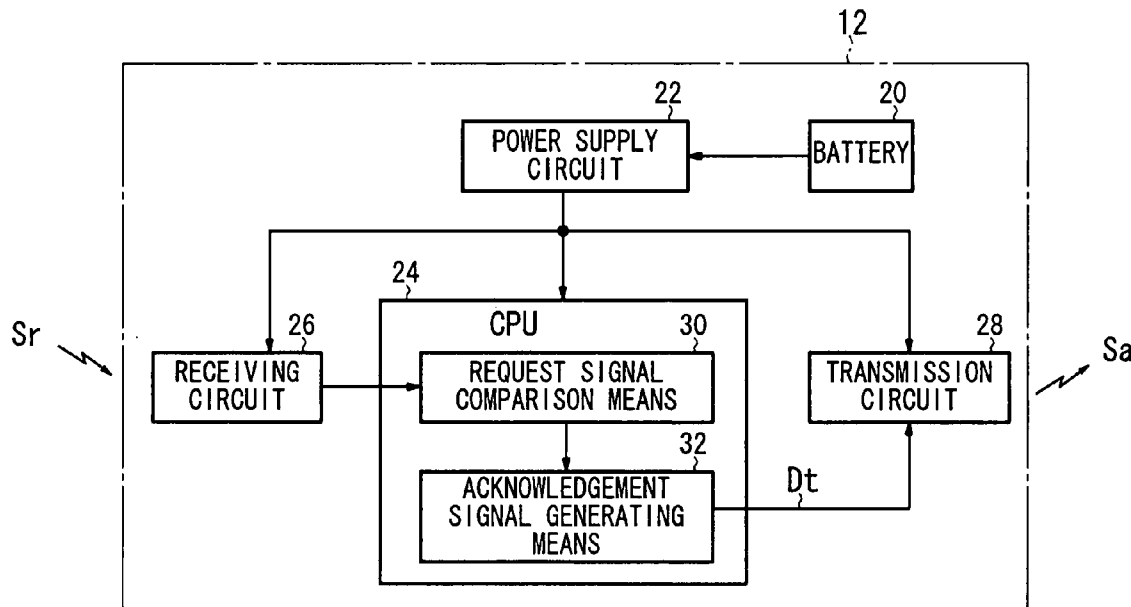 12
22
20
POWER SUPPLY
CIRCUIT
BATTERY
24
CPU
Sr
26
30
28
Sa
RECEIVING
CIRCUIT
REQUEST SIGNAL
COMPARISON MEANS
TRANSMISSION
CIRCUIT
32
ACKNOWLEDGEMENT
SIGNAL GENERATING
MEANS
Dt